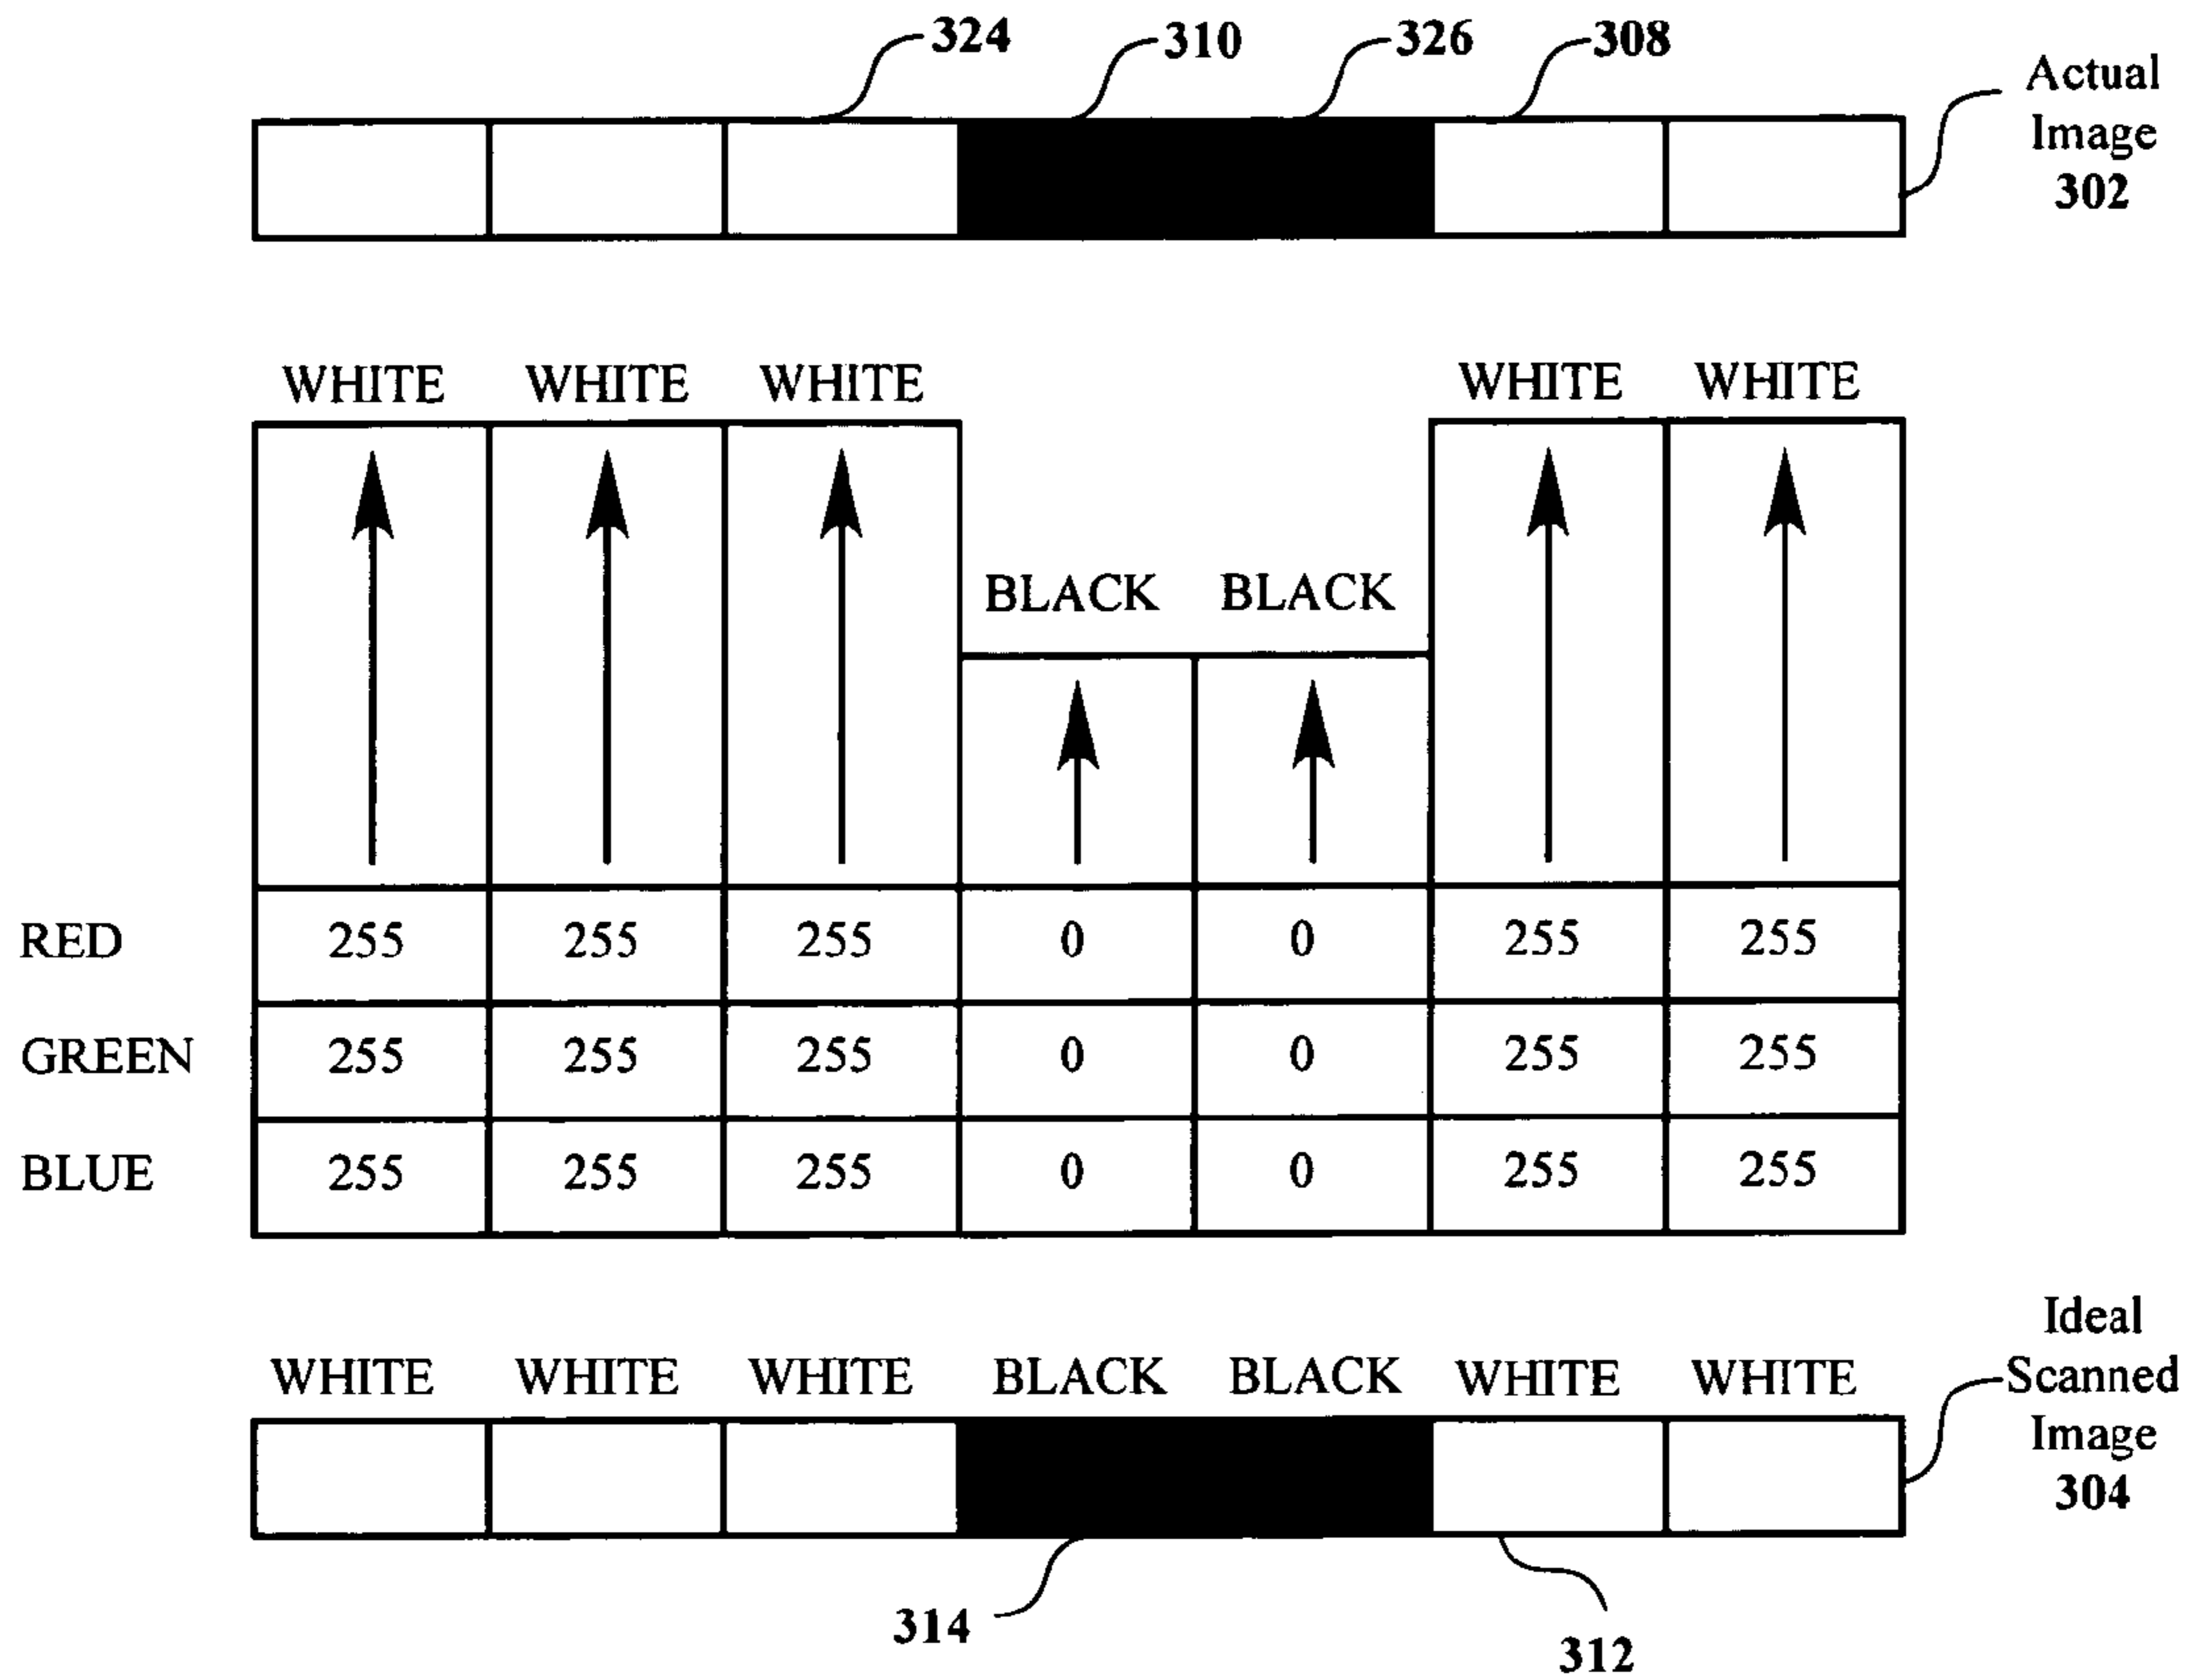 324 310 326 308
Actual
Image
302
WHITE WHITE WHITE WHITE WHITE
BLACK BLACK
RED 255 255 255 0 0 255 255
GREEN 255 255 255 0 0 255 255
BLUE 255 255 255 0 0 255 255
WHITE WHITE WHITE BLACK BLACK WHITE WHITE
Ideal
Scanned
Image
304
314
312